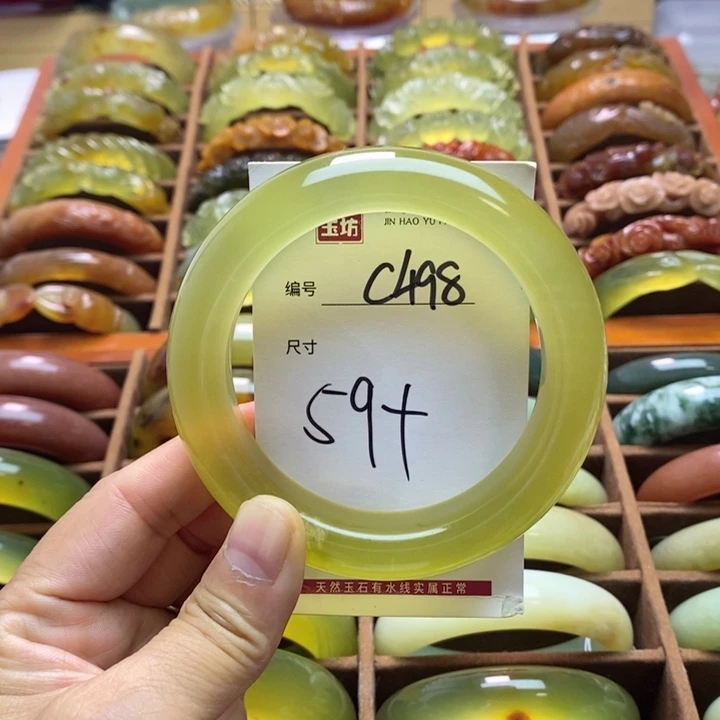 玉坊
JIN HAO YU
编号 C498
尺寸
59+
天然玉石有水线实属正常